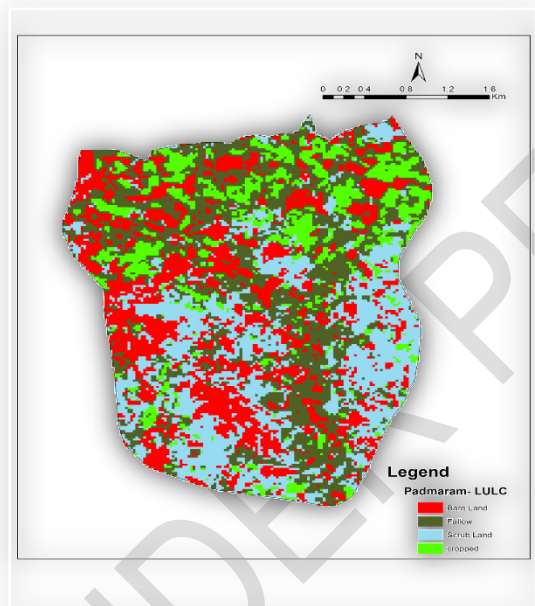 N
0 0 2 0 4 0 8 1 2 1 6
Km
Legend
Padmaram- LULC
Bare Land
Fallow
Scrub Land
cropped